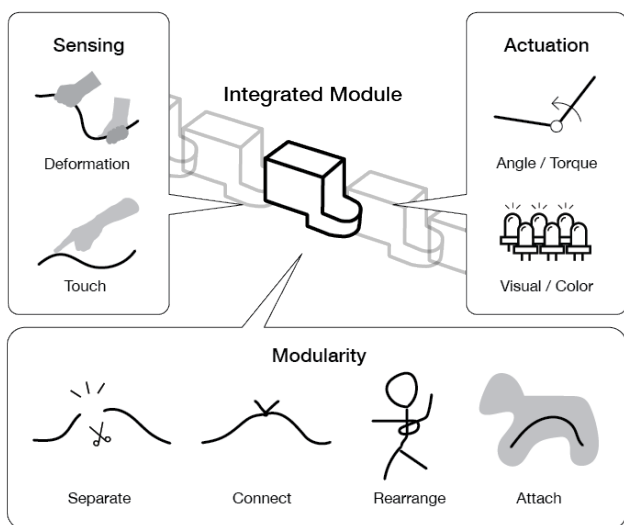 Sensing
Deformation
Touch
Integrated Module
Actuation
Angle / Torque
Visual / Color
Modularity
Separate
Connect
Rearrange
Attach